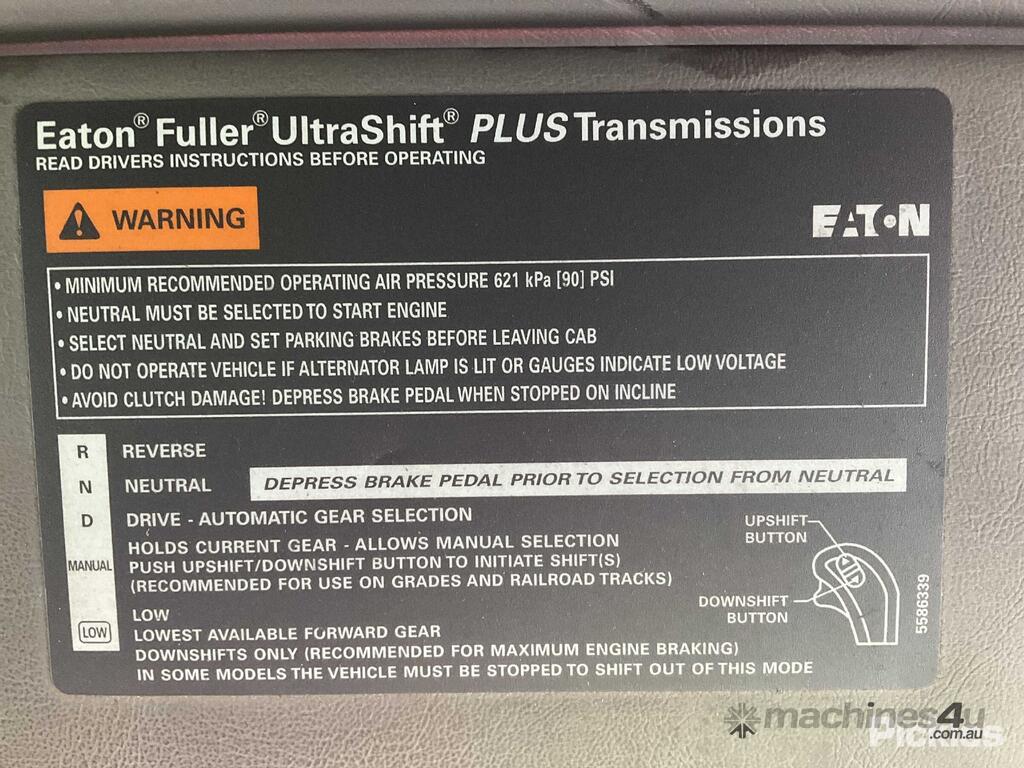 Eaton® Fuller® UltraShift® PLUS Transmissions
READ DRIVERS INSTRUCTIONS BEFORE OPERATING
WARNING
EATON
• MINIMUM RECOMMENDED OPERATING AIR PRESSURE 621 kPa [90] PSI
• NEUTRAL MUST BE SELECTED TO START ENGINE
• SELECT NEUTRAL AND SET PARKING BRAKES BEFORE LEAVING CAB
• DO NOT OPERATE VEHICLE IF ALTERNATOR LAMP IS LIT OR GAUGES INDICATE LOW VOLTAGE
• AVOID CLUTCH DAMAGE! DEPRESS BRAKE PEDAL WHEN STOPPED ON INCLINE
R REVERSE
N NEUTRAL DEPRESS BRAKE PEDAL PRIOR TO SELECTION FROM NEUTRAL
D DRIVE - AUTOMATIC GEAR SELECTION
HOLDS CURRENT GEAR - ALLOWS MANUAL SELECTION
MANUAL PUSH UPSHIFT/DOWNSHIFT BUTTON TO INITIATE SHIFT(S)
(RECOMMENDED FOR USE ON GRADES AND RAILROAD TRACKS)
LOW
LOW LOWEST AVAILABLE FORWARD GEAR
DOWNSHIFTS ONLY (RECOMMENDED FOR MAXIMUM ENGINE BRAKING)
IN SOME MODELS THE VEHICLE MUST BE STOPPED TO SHIFT OUT OF THIS MODE
UPSHIFT
BUTTON
DOWNSHIFT
BUTTON
5586339
machines4u
.com.au
Pickles